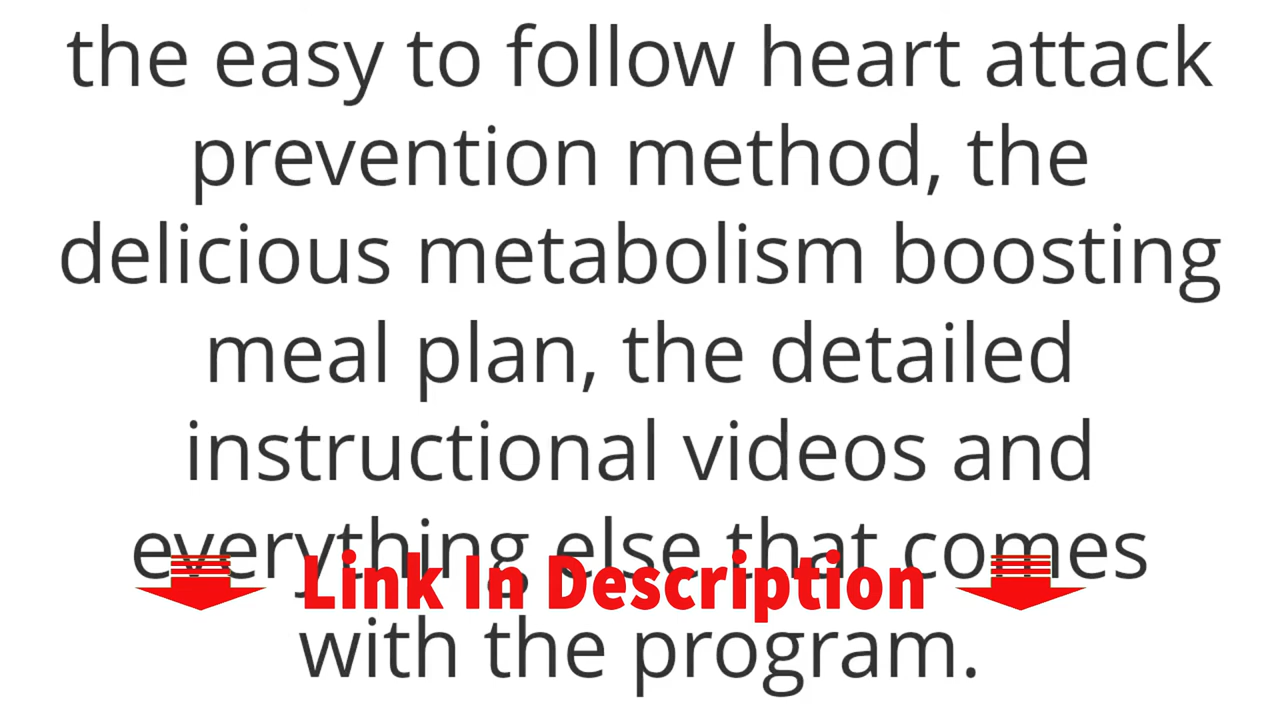 the easy to follow heart attack
prevention method, the
delicious metabolism boosting
meal plan, the detailed
instructional videos and
everything else that comes
Link In Description
with the program.